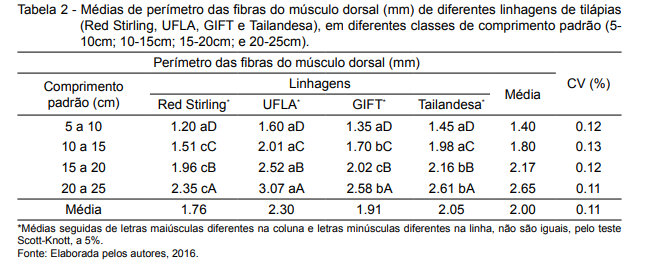 Tabela 2 - Médias de perímetro das fibras do músculo dorsal (mm) de diferentes linhagens de tilápias
(Red Stirling, UFLA, GIFT e Tailandesa), em diferentes classes de comprimento padrão (5-
10cm; 10-15cm; 15-20cm; e 20-25cm).
Perímetro das fibras do músculo dorsal (mm)
Comprimento padrão (cm) Linhagens Média CV (%)
Red Stirling* UFLA* GIFT* Tailandesa*
5 a 10 1.20 aD 1.60 aD 1.35 aD 1.45 aD 1.40 0.12
10 a 15 1.51 cC 2.01 aC 1.70 bC 1.98 aC 1.80 0.13
15 a 20 1.96 cB 2.52 aB 2.02 cB 2.16 bB 2.17 0.12
20 a 25 2.35 cA 3.07 aA 2.58 bA 2.61 bA 2.65 0.11
Média 1.76 2.30 1.91 2.05 2.00 0.11
*Médias seguidas de letras maiúsculas diferentes na coluna e letras minúsculas diferentes na linha, não são iguais, pelo teste
Scott-Knott, a 5%.
Fonte: Elaborada pelos autores, 2016.